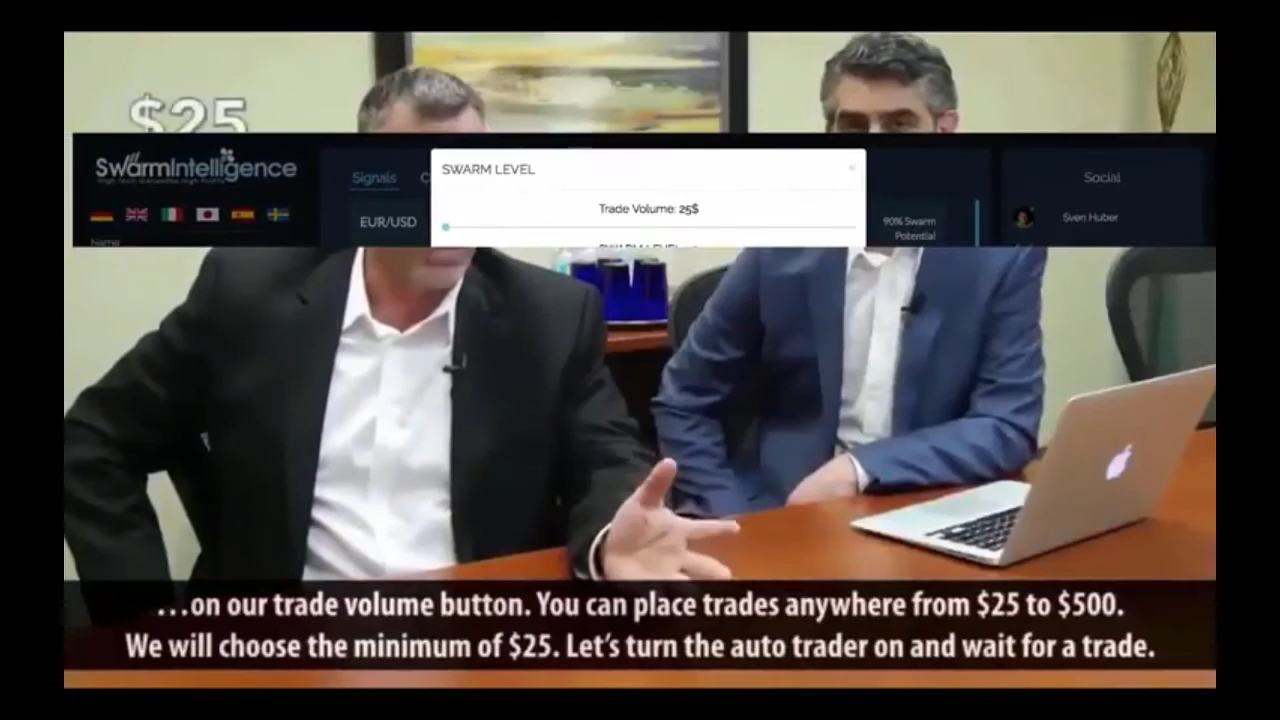 $25
SwarmIntelligence
Signals
EUR/USD
SWARM LEVEL
Trade Volume: 25$
90% Swarm
Potential
Social
Sven Huber
...on our trade volume button. You can place trades anywhere from $25 to $500.
We will choose the minimum of $25. Let's turn the auto trader on and wait for a trade.